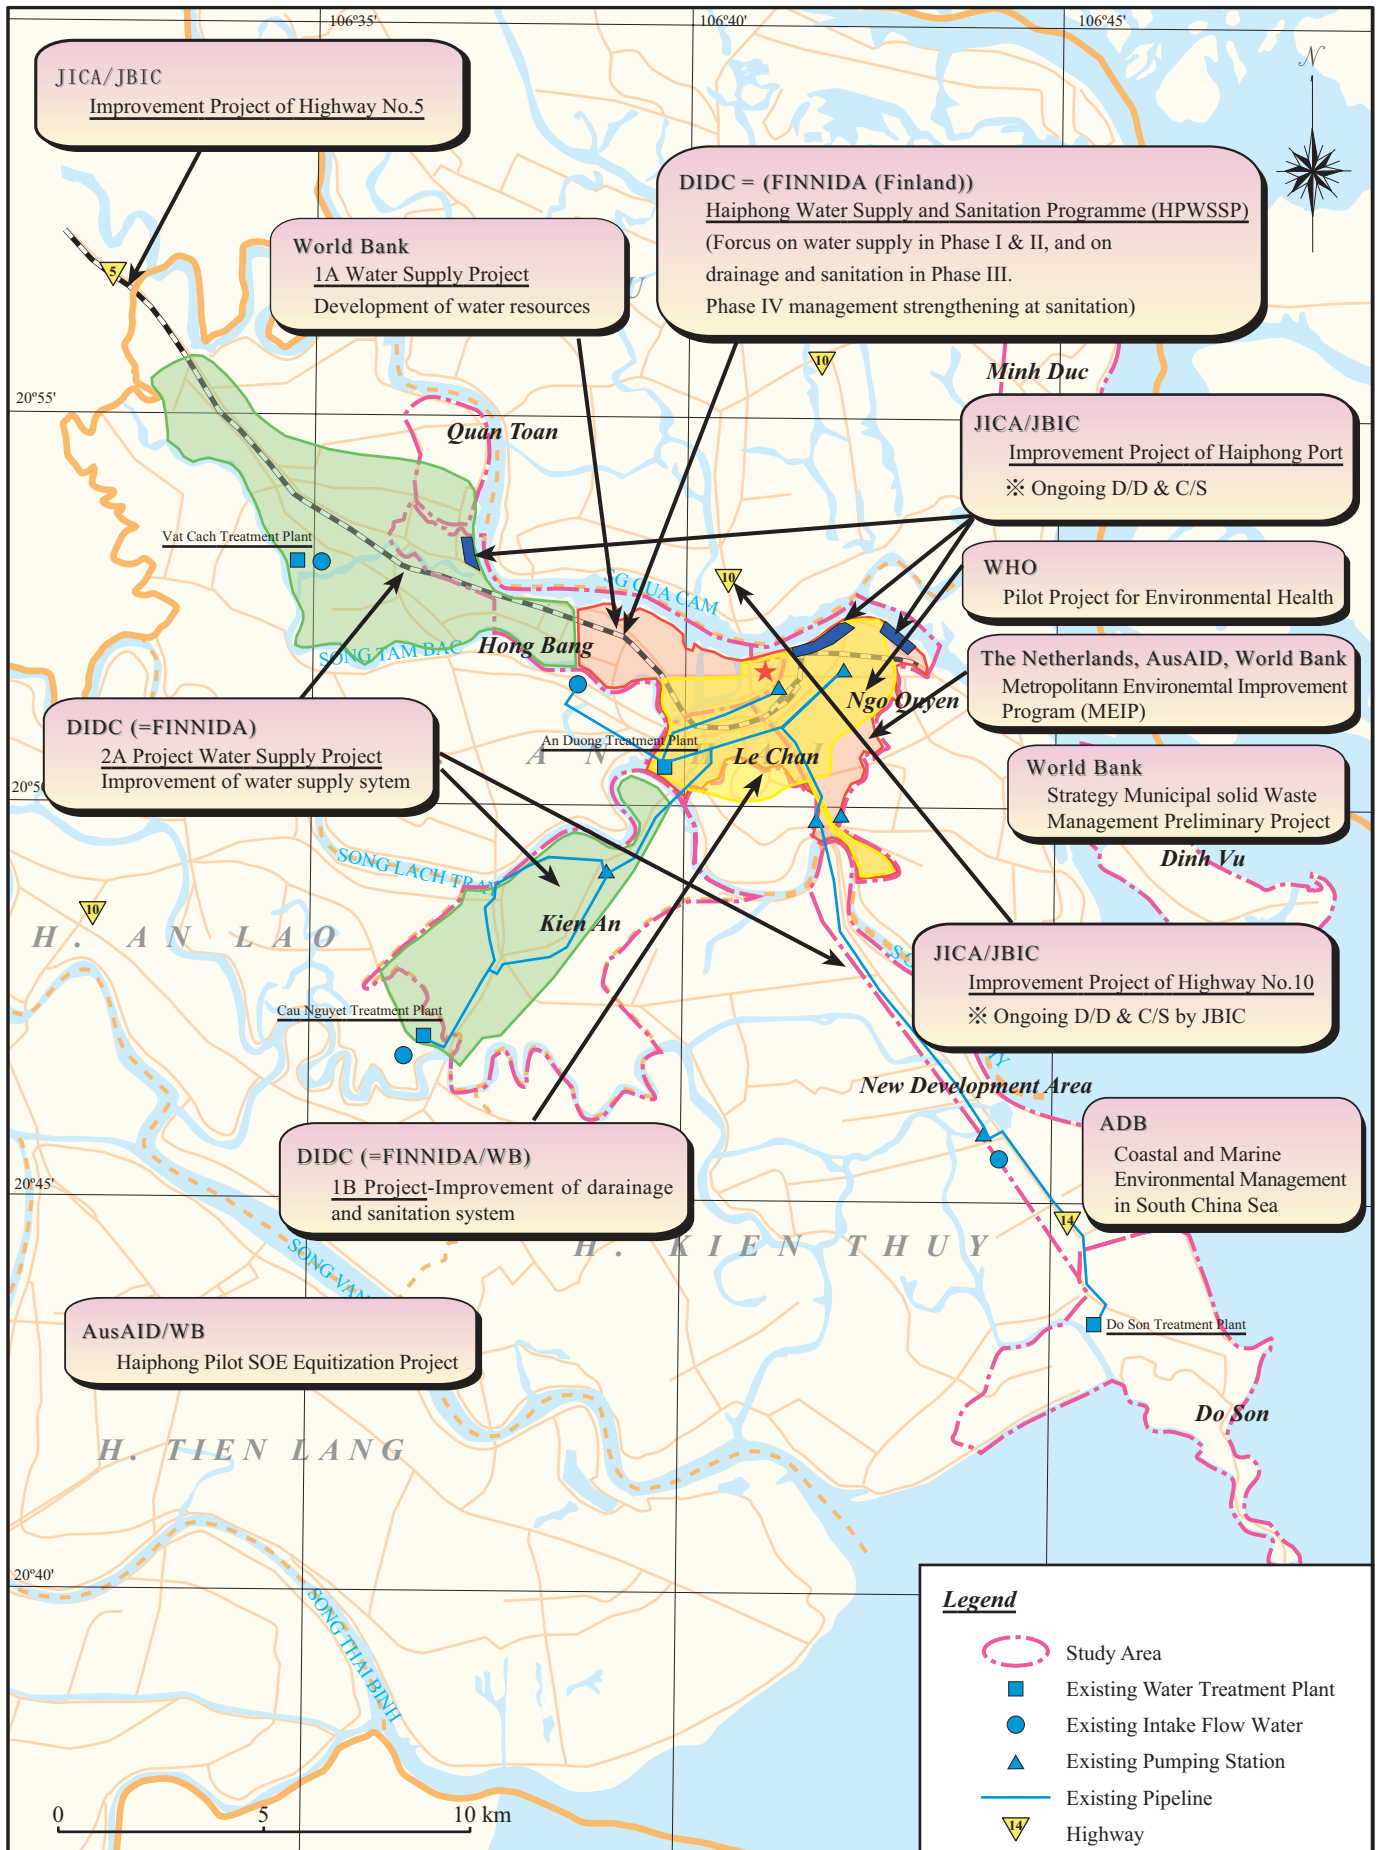 106°35'
106°40'
106°45'
N
JICA/JBIC
Improvement Project of Highway No.5
DIDC = (FINNIDA (Finland))
Haiphong Water Supply and Sanitation Programme (HPWSSP)
(Forcus on water supply in Phase I & II, and on
drainage and sanitation in Phase III.
Phase IV management strengthening at sanitation)
World Bank
1A Water Supply Project
Development of water resources
U
5
10
Minh Duc
20°55'
Quan Toan
JICA/JBIC
Improvement Project of Haiphong Port
※ Ongoing D/D & C/S
Vat Cach Treatment Plant
10
SG CUA CAM
WHO
Pilot Project for Environmental Health
SONG TAM BAC
Hong Bang
The Netherlands, AusAID, World Bank
Metropolitann Environemtal Improvement
Program (MEIP)
Ngo Quyen
DIDC (=FINNIDA)
2A Project Water Supply Project
Improvement of water supply sytem
An Duong Treatment Plant
A N H A I
Le Chan
World Bank
Strategy Municipal solid Waste
Management Preliminary Project
20°50'
Dinh Vu
SONG LACH TRAY
10
Kien An
H. AN LAO
JICA/JBIC
Improvement Project of Highway No.10
※ Ongoing D/D & C/S by JBIC
Cau Nguyet Treatment Plant
New Development Area
ADB
Coastal and Marine
Environmental Management
in South China Sea
DIDC (=FINNIDA/WB)
1B Project-Improvement of darainage
and sanitation system
20°45'
14
H. KIEN THUY
SONG VAN
AusAID/WB
Haiphong Pilot SOE Equitization Project
Do Son Treatment Plant
Do Son
H. TIEN LANG
20°40'
SONG THAI BINH
Legend
Study Area
Existing Water Treatment Plant
Existing Intake Flow Water
Existing Pumping Station
Existing Pipeline
14
Highway
0 5 10 km